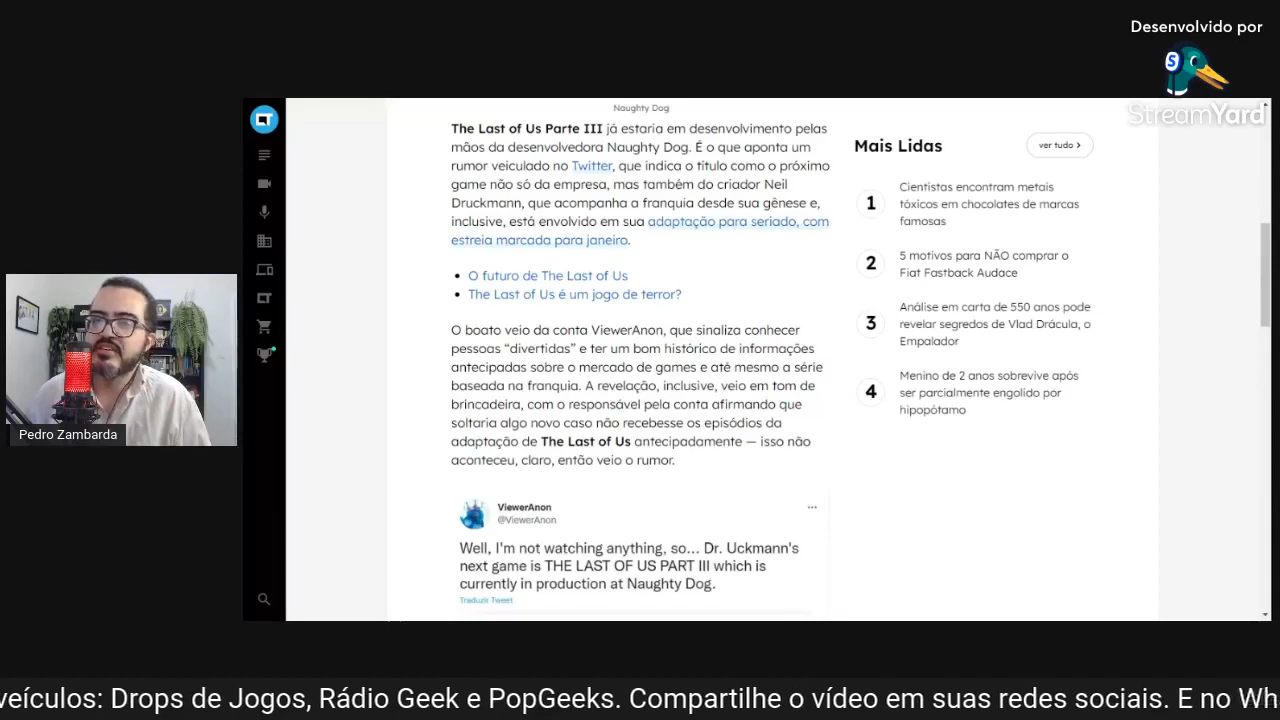 Desenvolvido por
S
StreamYard
Naughty Dog
The Last of Us Parte III já estaria em desenvolvimento pelas
mãos da desenvolvedora Naughty Dog. É o que aponta um
rumor veiculado no Twitter, que indica o título como o próximo
game não só da empresa, mas também do criador Neil
Druckmann, que acompanha a franquia desde sua gênese e,
inclusive, está envolvido em sua adaptação para seriado, com
estreia marcada para janeiro.
• O futuro de The Last of Us
• The Last of Us é um jogo de terror?
O boato veio da conta ViewerAnon, que sinaliza conhecer
pessoas “divertidas” e ter um bom histórico de informações
antecipadas sobre o mercado de games e até mesmo a série
baseada na franquia. A revelação, inclusive, veio em tom de
brincadeira, com o responsável pela conta afirmando que
soltaria algo novo caso não recebesse os episódios da
adaptação de The Last of Us antecipadamente — isso não
aconteceu, claro, então veio o rumor.
ViewerAnon
@ViewerAnon
Well, I'm not watching anything, so... Dr. Uckmann's
next game is THE LAST OF US PART III which is
currently in production at Naughty Dog.
Traduzir Tweet
Mais Lidas
ver tudo >
1
Cientistas encontram metais
tóxicos em chocolates de marcas
famosas
2
5 motivos para NÃO comprar o
Fiat Fastback Audace
3
Análise em carta de 550 anos pode
revelar segredos de Vlad Drácula, o
Empalador
4
Menino de 2 anos sobrevive após
ser parcialmente engolido por
hipopótamo
Pedro Zambarda
veículos: Drops de Jogos, Rádio Geek e PopGeeks. Compartilhe o vídeo em suas redes sociais. E no Wh